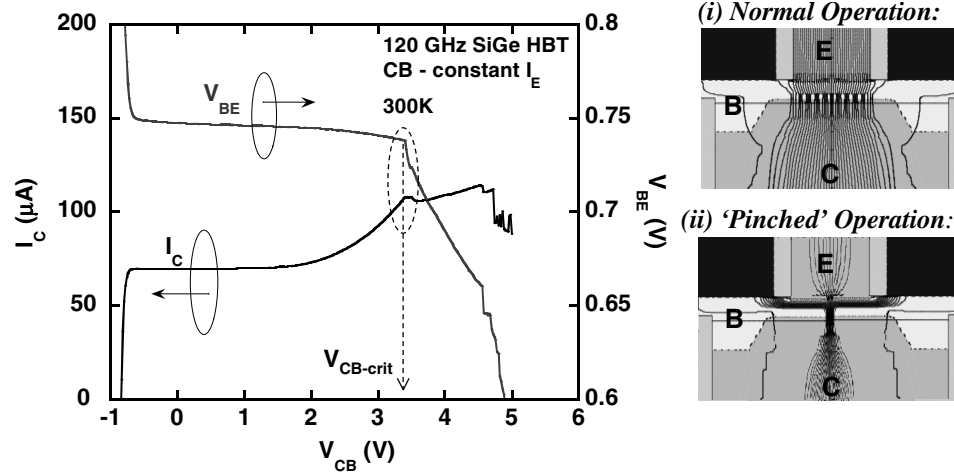 200
150
100
50
0
I_C (μA)
-1 0 1 2 3 4 5 6
V_CB (V)
0.8
0.75
0.7
0.65
0.6
V_BE (V)
120 GHz SiGe HBT
CB - constant I_E
300K
V_BE
I_C
V_CB-crit
(i) Normal Operation:
E
B
C
(ii) ‘Pinched’ Operation:
E
B
C